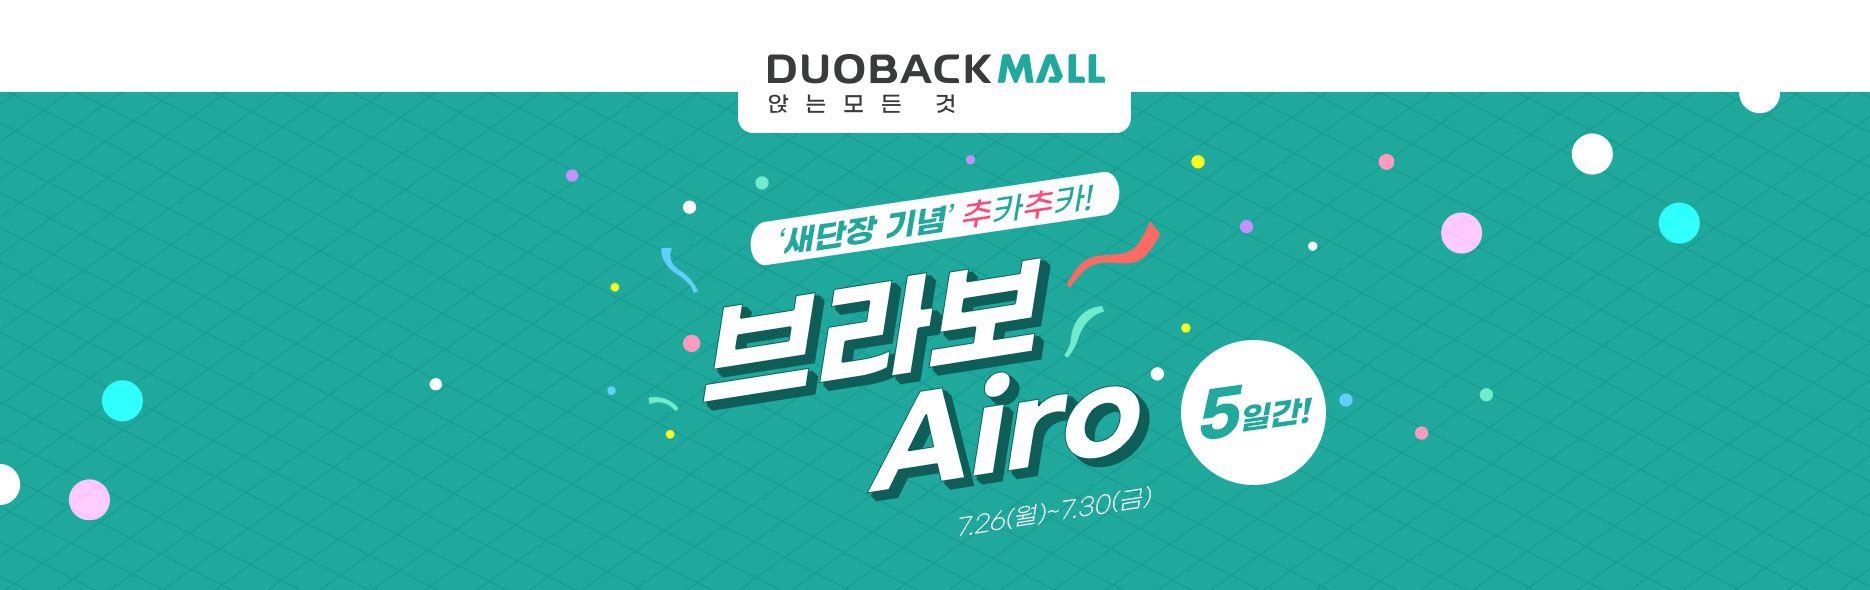 DUOBACKMALL
앉는모든 것
‘새단장 기념’ 추카추카!
브라보
Airo
5일간!
7.26(월)~7.30(금)